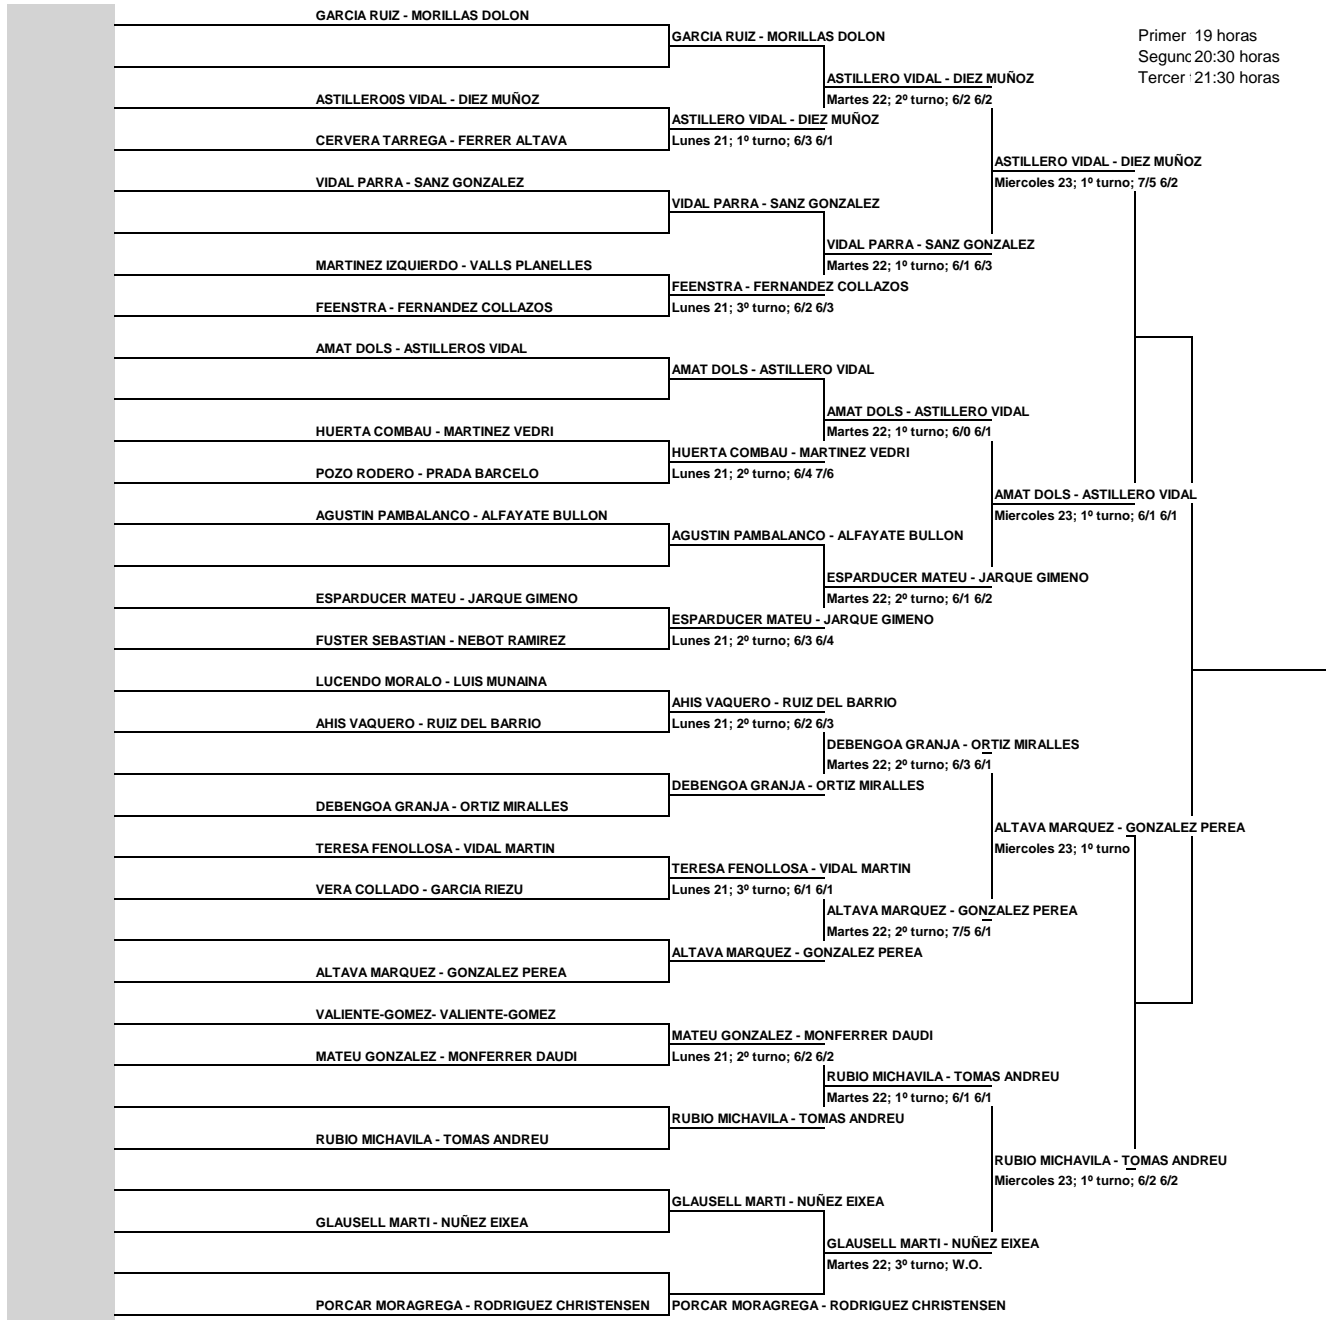 GARCIA RUIZ - MORILLAS DOLON
GARCIA RUIZ - MORILLAS DOLON
Primer 19 horas
Segunc 20:30 horas
Tercer 21:30 horas
ASTILLERO VIDAL - DIEZ MUÑOZ
ASTILLERO0S VIDAL - DIEZ MUÑOZ
Martes 22; 2º turno; 6/2 6/2
ASTILLERO VIDAL - DIEZ MUÑOZ
CERVERA TARREGA - FERRER ALTAVA
Lunes 21; 1º turno; 6/3 6/1
ASTILLERO VIDAL - DIEZ MUÑOZ
VIDAL PARRA - SANZ GONZALEZ
Miercoles 23; 1º turno; 7/5 6/2
VIDAL PARRA - SANZ GONZALEZ
VIDAL PARRA - SANZ GONZALEZ
MARTINEZ IZQUIERDO - VALLS PLANELLES
Martes 22; 1º turno; 6/1 6/3
FEENSTRA - FERNANDEZ COLLAZOS
FEENSTRA - FERNANDEZ COLLAZOS
Lunes 21; 3º turno; 6/2 6/3
AMAT DOLS - ASTILLEROS VIDAL
AMAT DOLS - ASTILLERO VIDAL
AMAT DOLS - ASTILLERO VIDAL
HUERTA COMBAU - MARTINEZ VEDRI
Martes 22; 1º turno; 6/0 6/1
HUERTA COMBAU - MARTINEZ VEDRI
POZO RODERO - PRADA BARCELO
Lunes 21; 2º turno; 6/4 7/6
AMAT DOLS - ASTILLERO VIDAL
AGUSTIN PAMBALANCO - ALFAYATE BULLON
Miercoles 23; 1º turno; 6/1 6/1
AGUSTIN PAMBALANCO - ALFAYATE BULLON
ESPARDUCER MATEU - JARQUE GIMENO
ESPARDUCER MATEU - JARQUE GIMENO
Martes 22; 2º turno; 6/1 6/2
ESPARDUCER MATEU - JARQUE GIMENO
FUSTER SEBASTIAN - NEBOT RAMIREZ
Lunes 21; 2º turno; 6/3 6/4
LUCENDO MORALO - LUIS MUNAINA
AHIS VAQUERO - RUIZ DEL BARRIO
AHIS VAQUERO - RUIZ DEL BARRIO
Lunes 21; 2º turno; 6/2 6/3
DEBENGOA GRANJA - ORTIZ MIRALLES
Martes 22; 2º turno; 6/3 6/1
DEBENGOA GRANJA - ORTIZ MIRALLES
DEBENGOA GRANJA - ORTIZ MIRALLES
ALTAVA MARQUEZ - GONZALEZ PEREA
TERESA FENOLLOSA - VIDAL MARTIN
Miercoles 23; 1º turno
TERESA FENOLLOSA - VIDAL MARTIN
VERA COLLADO - GARCIA RIEZU
Lunes 21; 3º turno; 6/1 6/1
ALTAVA MARQUEZ - GONZALEZ PEREA
Martes 22; 2º turno; 7/5 6/1
ALTAVA MARQUEZ - GONZALEZ PEREA
ALTAVA MARQUEZ - GONZALEZ PEREA
VALIENTE-GOMEZ- VALIENTE-GOMEZ
MATEU GONZALEZ - MONFERRER DAUDI
MATEU GONZALEZ - MONFERRER DAUDI
Lunes 21; 2º turno; 6/2 6/2
RUBIO MICHAVILA - TOMAS ANDREU
Martes 22; 1º turno; 6/1 6/1
RUBIO MICHAVILA - TOMAS ANDREU
RUBIO MICHAVILA - TOMAS ANDREU
RUBIO MICHAVILA - TOMAS ANDREU
Miercoles 23; 1º turno; 6/2 6/2
GLAUSELL MARTI - NUÑEZ EIXEA
GLAUSELL MARTI - NUÑEZ EIXEA
GLAUSELL MARTI - NUÑEZ EIXEA
Martes 22; 3º turno; W.O.
PORCAR MORAGREGA - RODRIGUEZ CHRISTENSEN
PORCAR MORAGREGA - RODRIGUEZ CHRISTENSEN